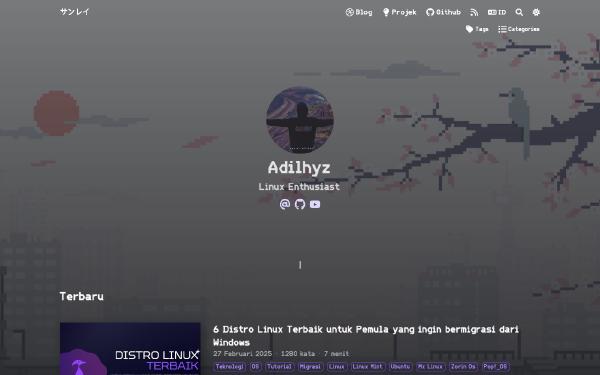 サンレイ
Blog Projek Github ID
Tags Categories
Adilhyz
Linux Enthusiast
Terbaru
DISTRO LINUX
TERBAIK
6 Distro Linux Terbaik untuk Pemula yang ingin bermigrasi dari
Windows
27 Februari 2025 · 1280 kata · 7 menit
Teknologi OS Tutorial Migrasi Linux Linux Mint Ubuntu Mx Linux Zorin Os Pop!_OS